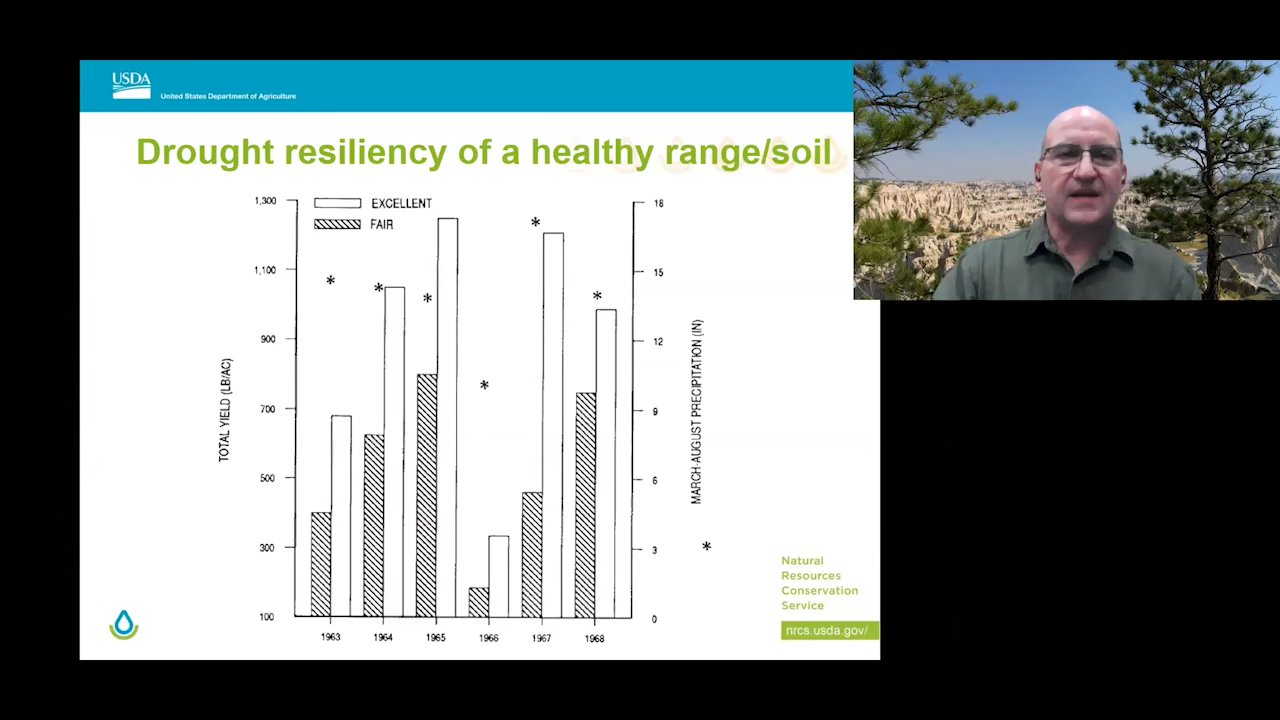 USDA
United States Department of Agriculture
Drought resiliency of a healthy range/soil
EXCELLENT
FAIR
TOTAL YIELD (LB/AC)
1,300
1,100
900
700
500
300
100
1963
1964
1965
1966
1967
1968
18
15
12
9
6
3
0
MARCH-AUGUST PRECIPITATION (IN)
*
Natural
Resources
Conservation
Service
nrcs.usda.gov/